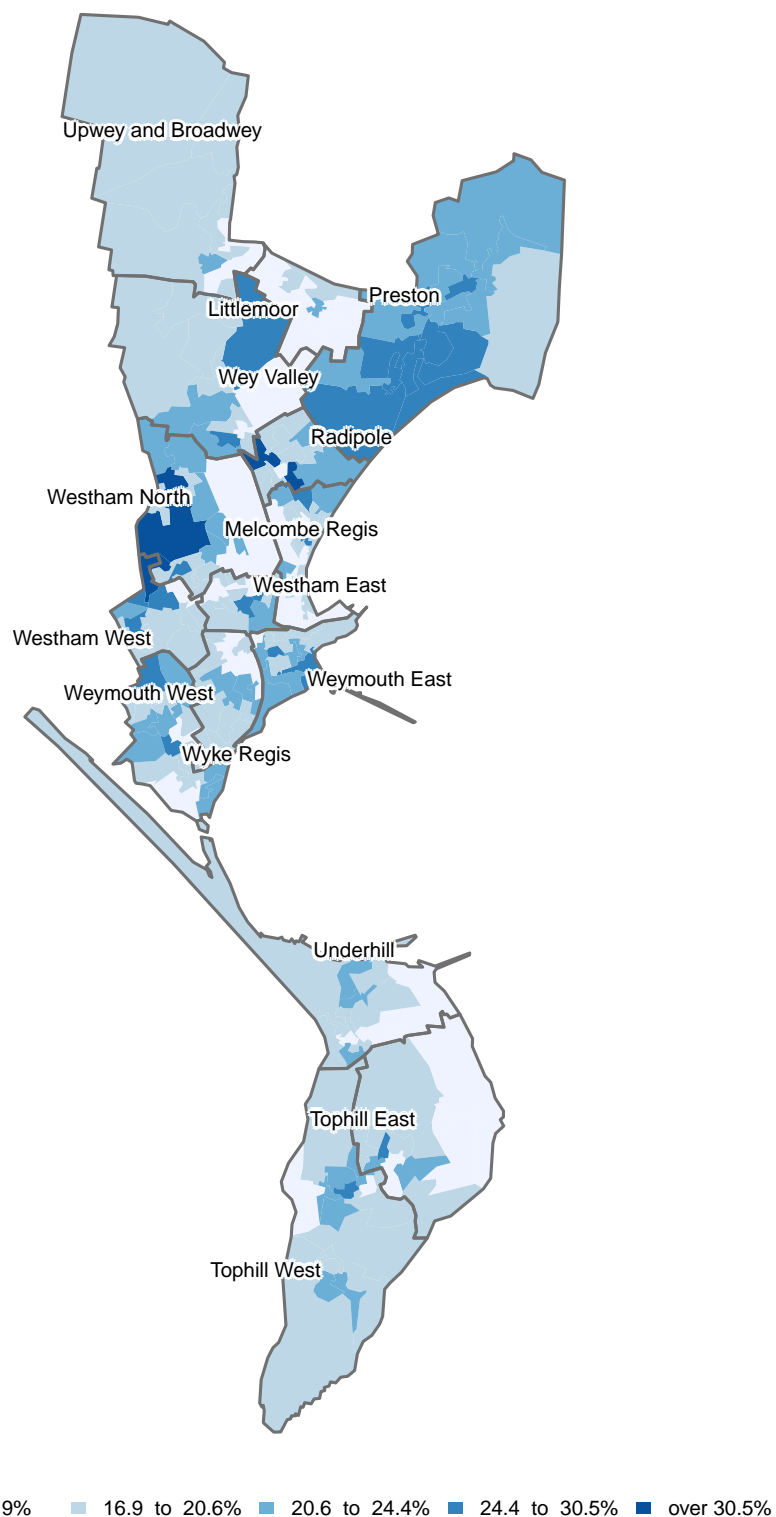 Upwey and Broadwey
Preston
Littlemoor
Wey Valley
Radipole
Westham North
Melcombe Regis
Westham East
Westham West
Weymouth East
Weymouth West
Wyke Regis
Underhill
Tophill East
Tophill West
9% 16.9 to 20.6% 20.6 to 24.4% 24.4 to 30.5% over 30.5%